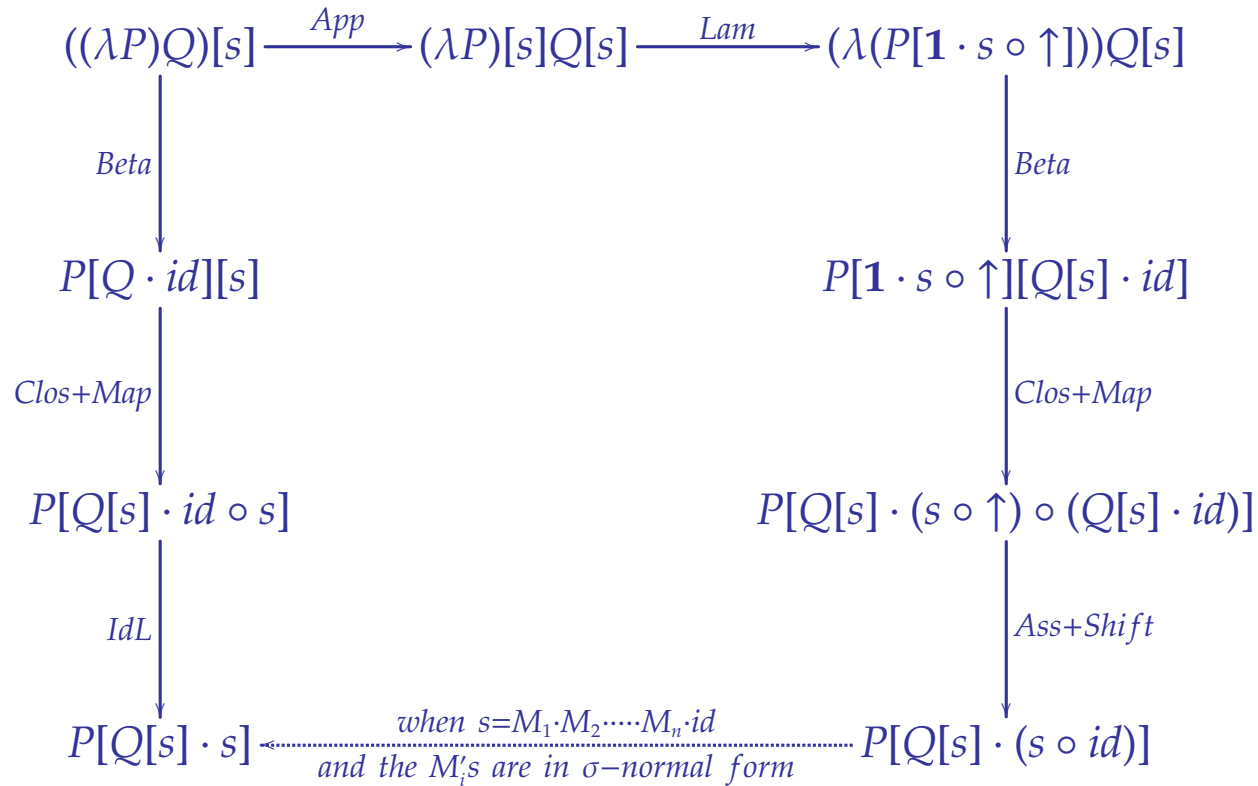 ((λP)Q)[s] App (λP)[s]Q[s] Lam (λ(P[1 · s ∘ ↑]))Q[s]
Beta Beta
P[Q · id][s] P[1 · s ∘ ↑][Q[s] · id]
Clos+Map Clos+Map
P[Q[s] · id ∘ s] P[Q[s] · (s ∘ ↑) ∘ (Q[s] · id)]
IdL Ass+Shift
when s=M₁·M₂·····Mₙ·id
P[Q[s] · s] P[Q[s] · (s ∘ id)]
and the Mᵢ′s are in σ−normal form